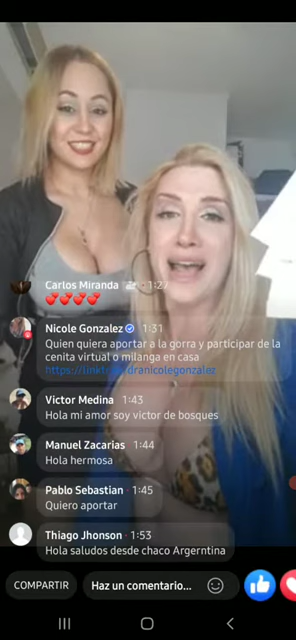 Carlos Miranda 1:27
Nicole Gonzalez 1:31
Quien quiera aportar a la gorra y participar de la
cenita virtual o milanga en casa
dranicolegonzalez
Victor Medina · 1:43
Hola mi amor soy victor de bosques
Manuel Zacarias · 1:44
Hola hermosa
Pablo Sebastian · 1:45
Quiero aportar
Thiago Jhonson · 1:53
Hola saludos desde chaco Argerntina
COMPARTIR
Haz un comentario...